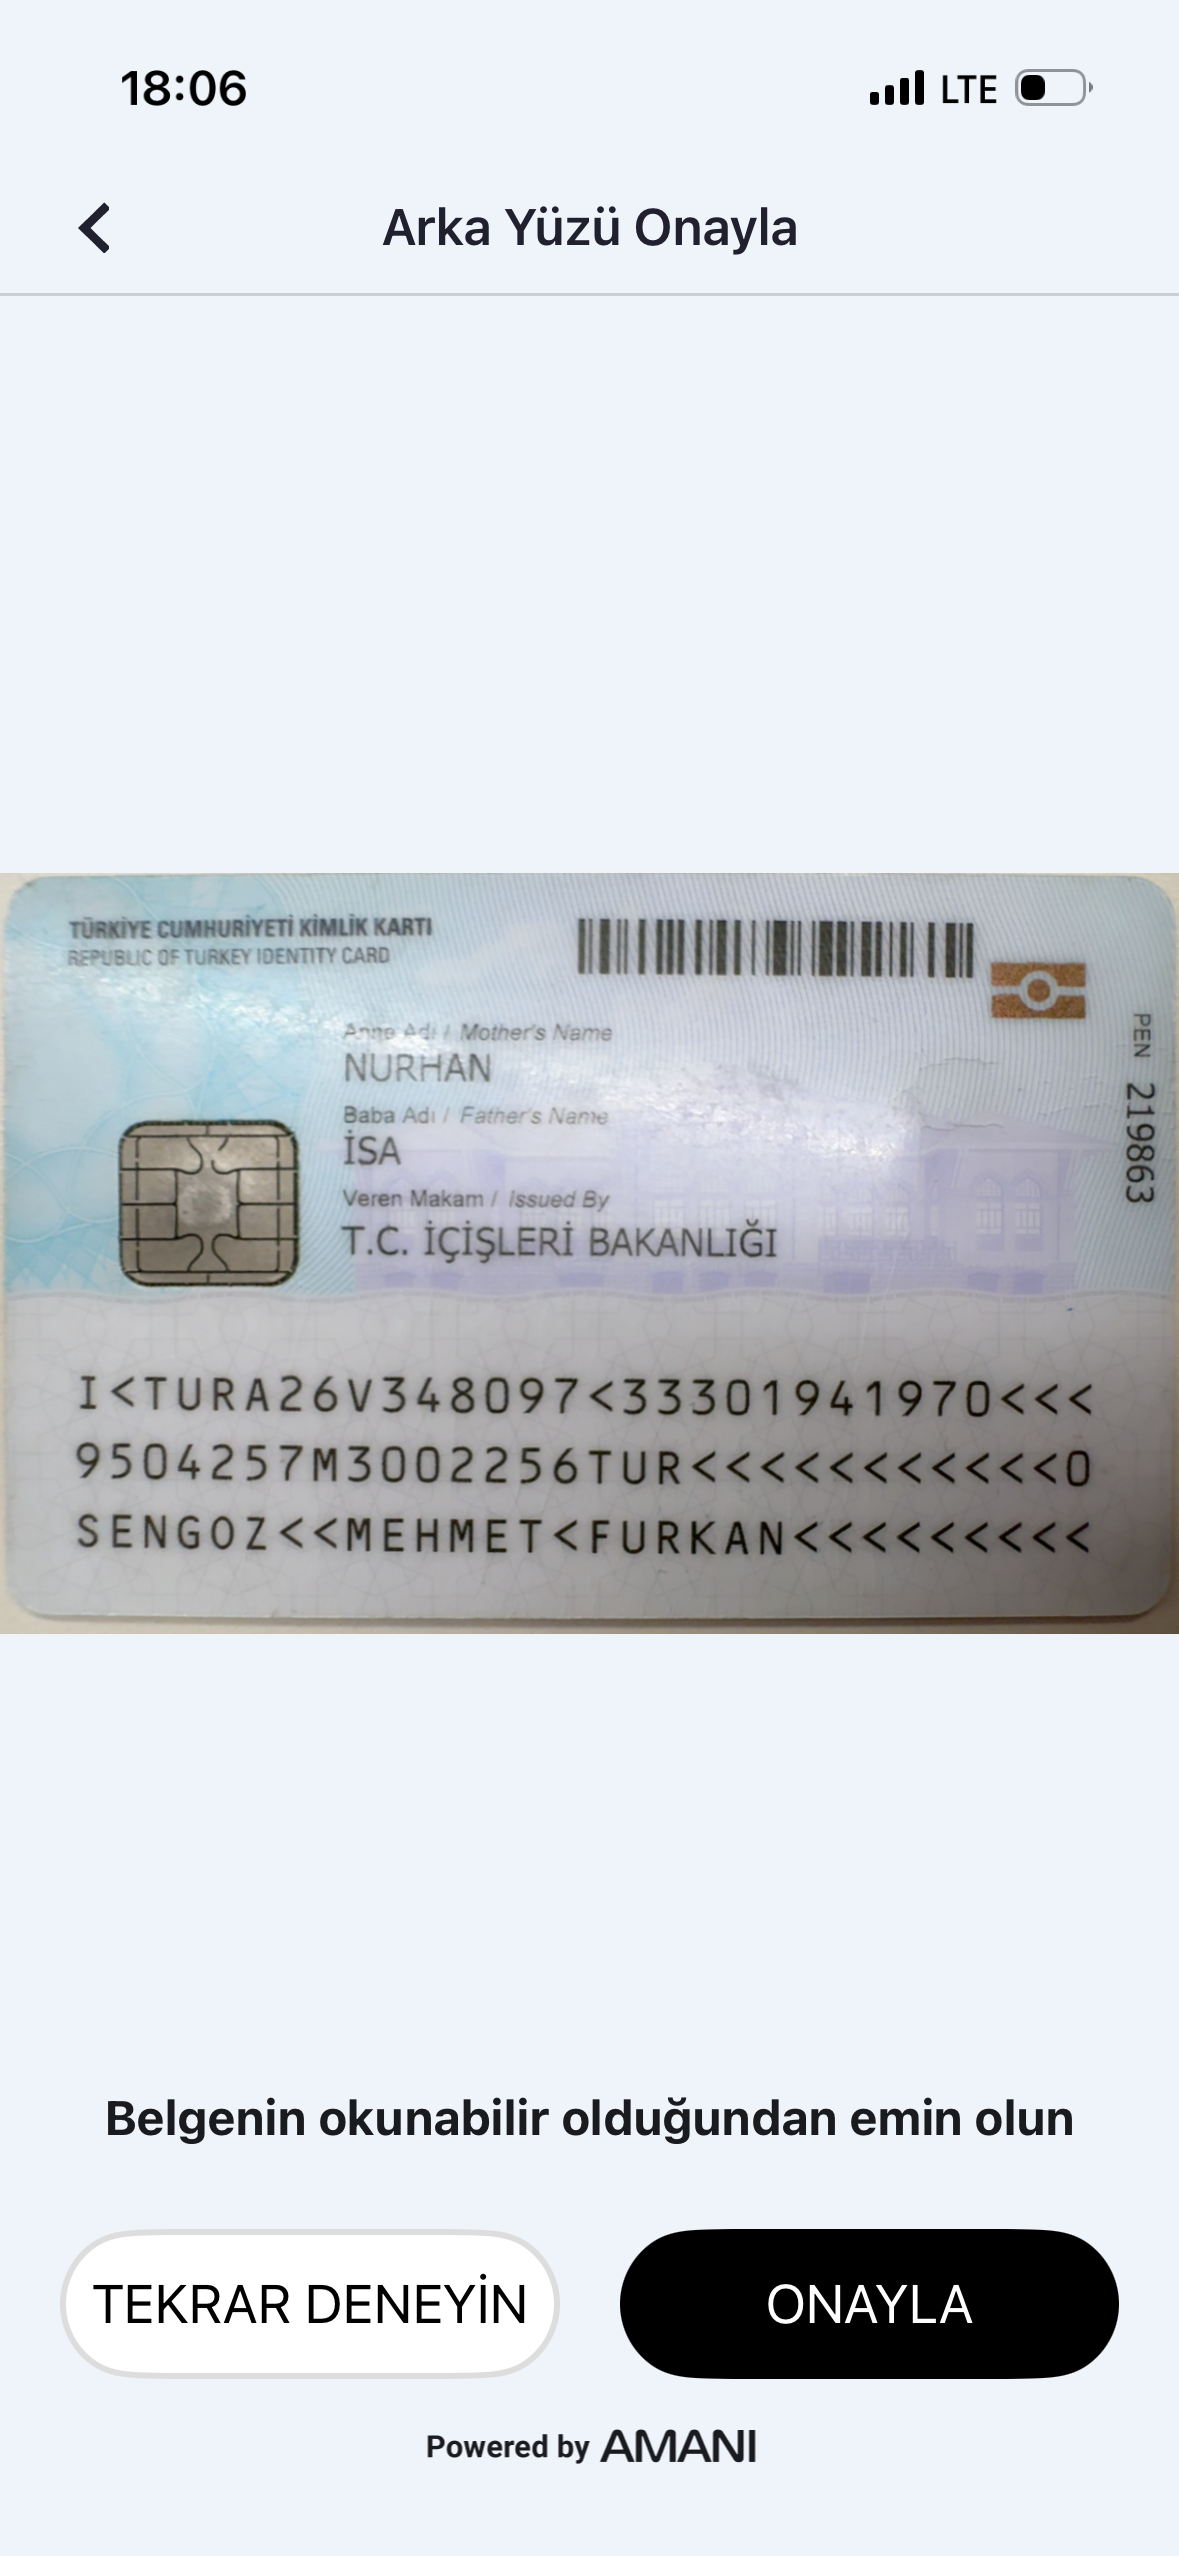 18:06
LTE
Arka Yüzü Onayla
TÜRKİYE CUMHURİYETİ KİMLİK KARTI
REPUBLIC OF TURKEY IDENTITY CARD
Anne Adı / Mother's Name
NURHAN
Baba Adı / Father's Name
İSA
Veren Makam / Issued By
T.C. İÇİŞLERİ BAKANLIĞI
PEN 219863
I<TURA26V348097<33301941970<<<
9504257M3002256TUR<<<<<<<<<<<0
SENGOZ<<MEHMET<FURKAN<<<<<<<<<
Belgenin okunabilir olduğundan emin olun
TEKRAR DENEYİN
ONAYLA
Powered by AMANI